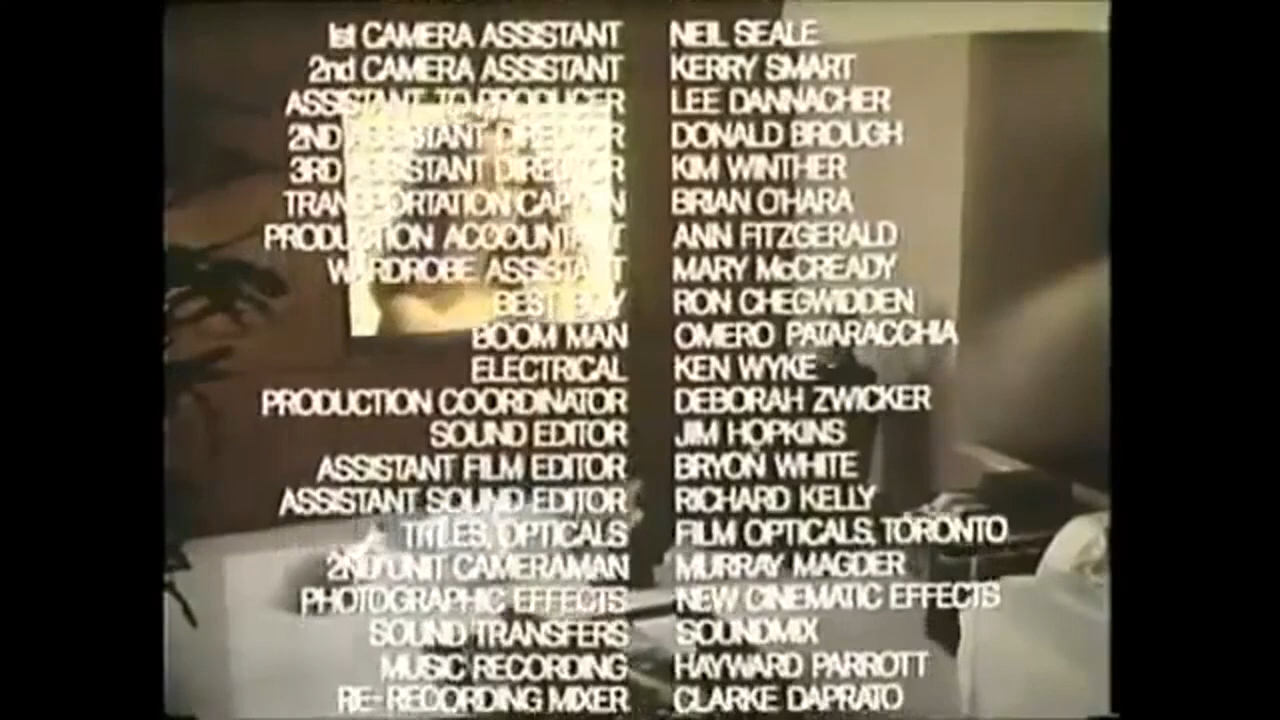 1st CAMERA ASSISTANT NEIL SEALE
2nd CAMERA ASSISTANT KERRY SMART
ASSISTANT TO PRODUCER LEE DANNACHER
2ND ASSISTANT DIRECTOR DONALD BROUGH
3RD ASSISTANT DIRECTOR KIM WINTHER
TRANSPORTATION CAPTAIN BRIAN O'HARA
PRODUCTION ACCOUNTANT ANN FITZGERALD
WARDROBE ASSISTANT MARY McCREADY
BEST BOY RON CHEGWIDDEN
BOOM MAN OMERO PATARACCHIA
ELECTRICAL KEN WYKE
PRODUCTION COORDINATOR DEBORAH ZWICKER
SOUND EDITOR JIM HOPKINS
ASSISTANT FILM EDITOR BRYON WHITE
ASSISTANT SOUND EDITOR RICHARD KELLY
TITLES, OPTICALS FILM OPTICALS, TORONTO
2ND UNIT CAMERAMAN MURRAY MAGDER
PHOTOGRAPHIC EFFECTS NEW CINEMATIC EFFECTS
SOUND TRANSFERS SOUNDMIX
MUSIC RECORDING HAYWARD PARROTT
RE-RECORDING MIXER CLARKE DAPRATO